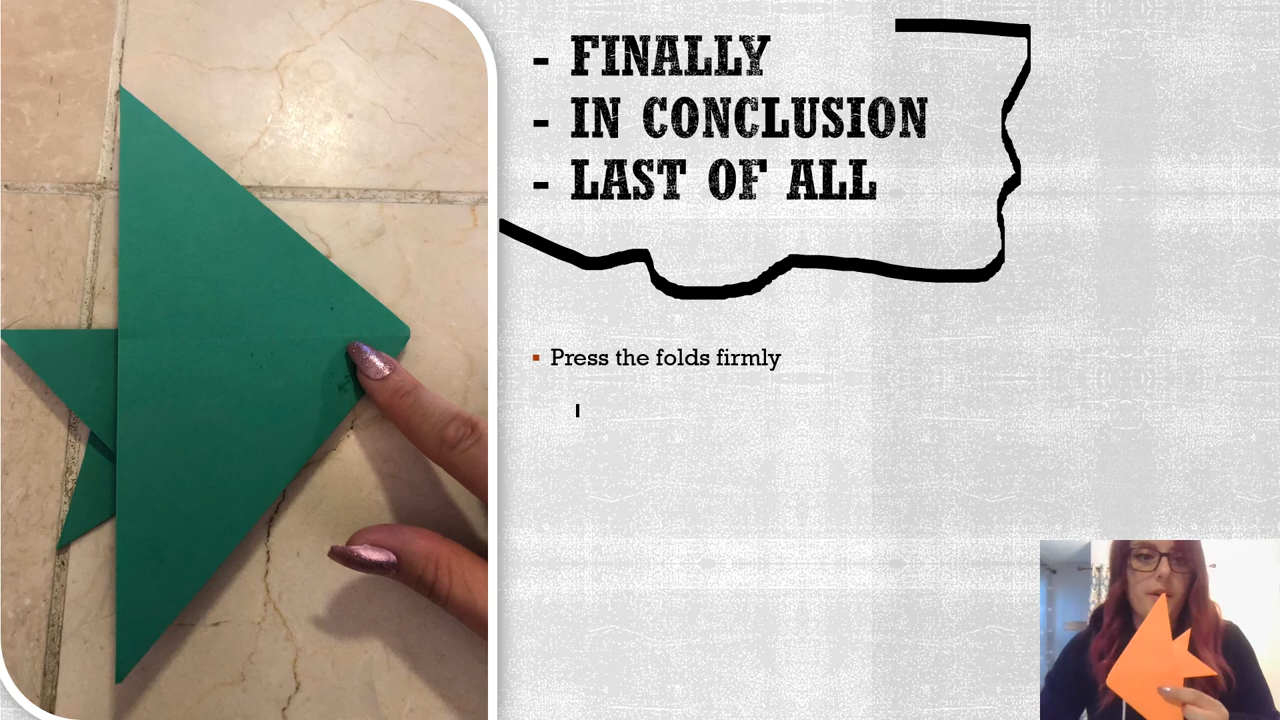 - FINALLY
- IN CONCLUSION
- LAST OF ALL
▪ Press the folds firmly